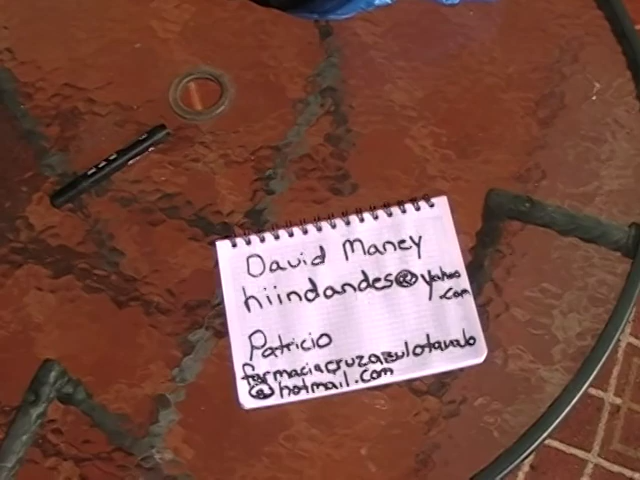 David Maney
hiindandes@yahoo
.com
Patricio
farmaciacruzazulotavalo
@hotmail.com